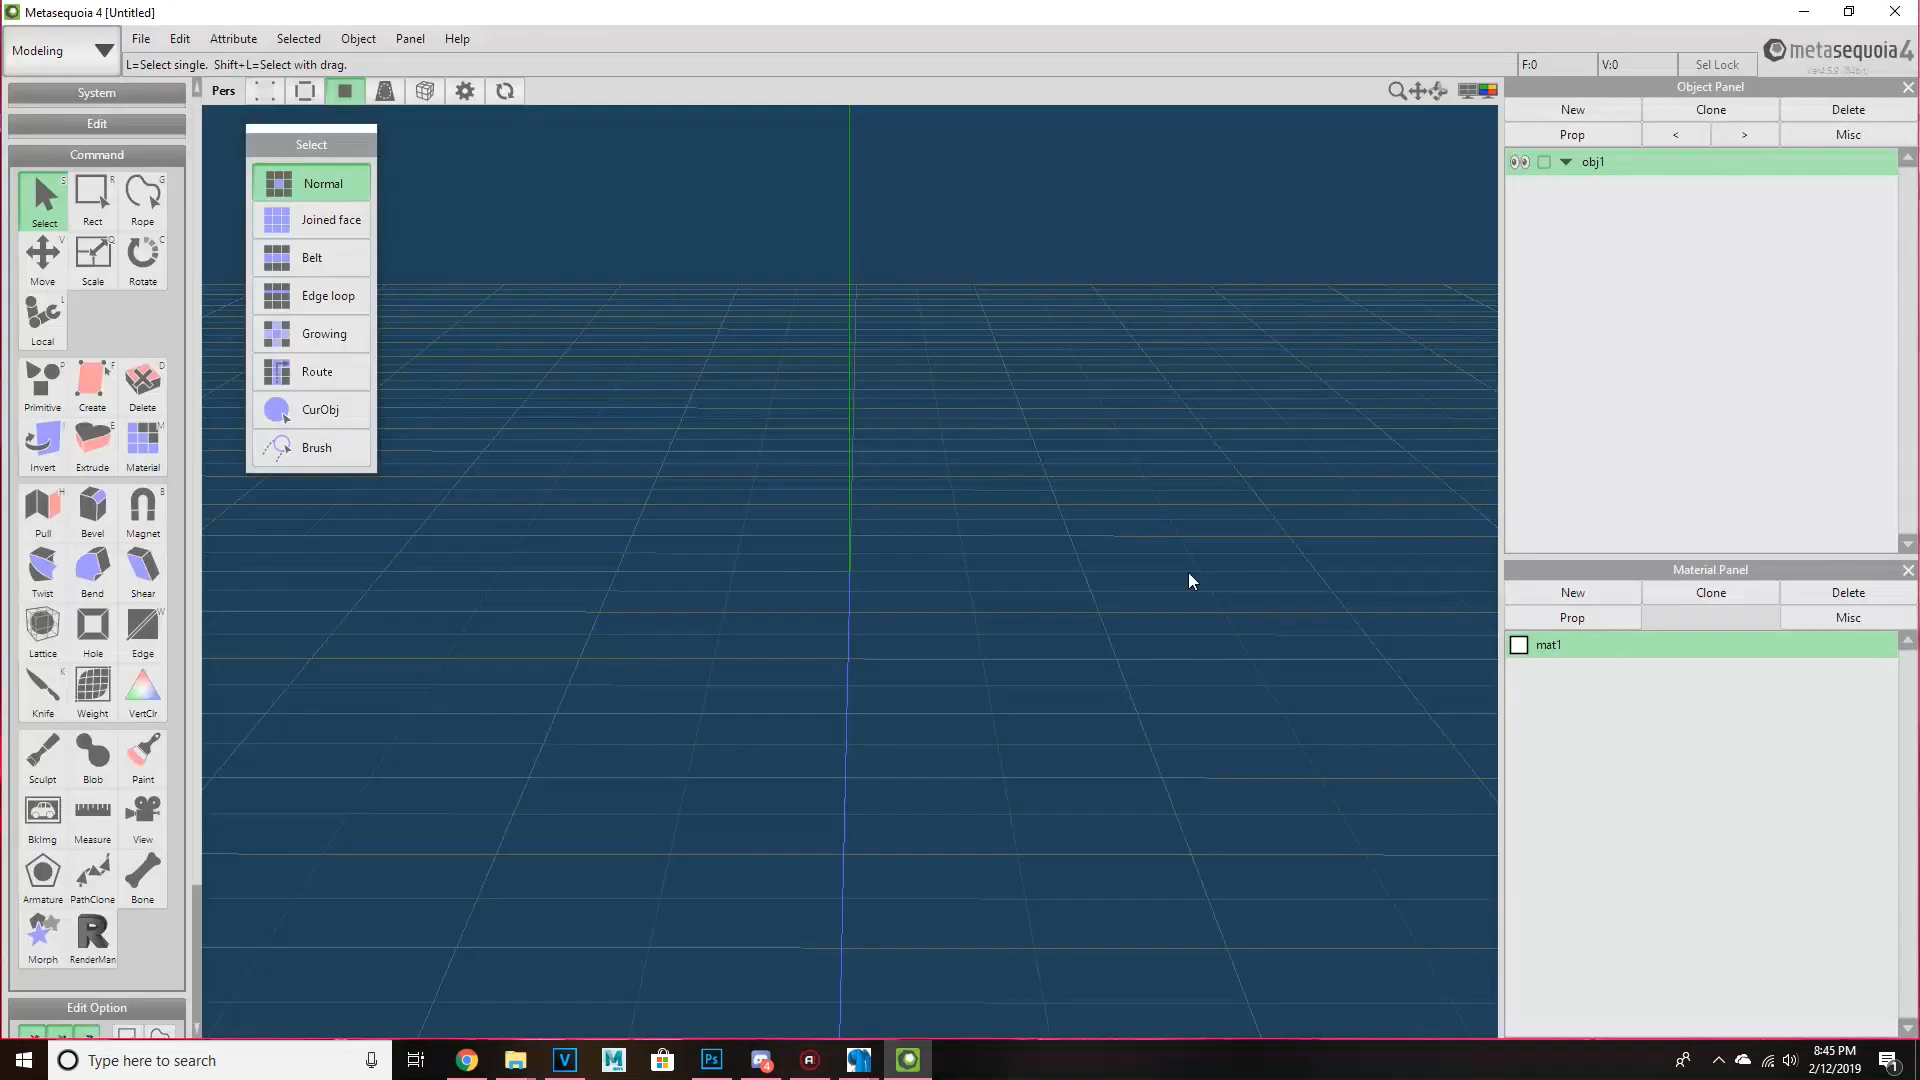 Metasequoia 4 [Untitled]
Modeling
File Edit Attribute Selected Object Panel Help
L=Select single. Shift+L=Select with drag.
F:0 V:0 Sel Lock
metasequoia4
System
Edit
Command
S R G
Select Rect Rope
V Q C
Move Scale Rotate
L
Local
P F D
Primitive Create Delete
I E M
Invert Extrude Material
H B
Pull Bevel Magnet
Twist Bend Shear
W
Lattice Hole Edge
K
Knife Weight VertClr
Sculpt Blob Paint
BkImg Measure View
Armature PathClone Bone
R
Morph RenderMan
Edit Option
Pers
Select
Normal
Joined face
Belt
Edge loop
Growing
Route
CurObj
Brush
Object Panel
New Clone Delete
Prop < > Misc
obj1
Material Panel
New Clone Delete
Prop Misc
mat1
Type here to search
V
M
Ps
4
8:45 PM
2/12/2019
1